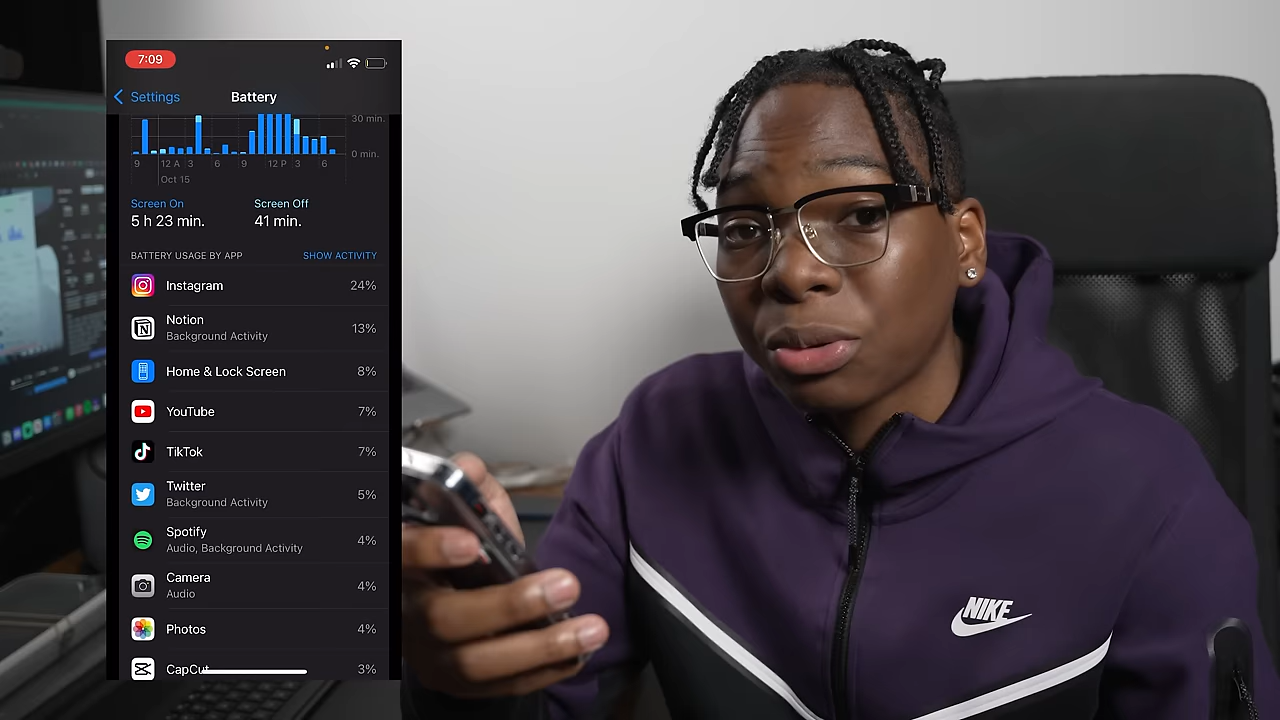 7:09
Settings
Battery
30 min.
0 min.
9 12 A 3 6 9 12 P 3 6
Oct 15
Screen On Screen Off
5 h 23 min. 41 min.
BATTERY USAGE BY APP SHOW ACTIVITY
Instagram 24%
Notion
Background Activity 13%
Home & Lock Screen 8%
YouTube 7%
TikTok 7%
Twitter
Background Activity 5%
Spotify
Audio, Background Activity 4%
Camera
Audio 4%
Photos 4%
CapCut 3%
NIKE